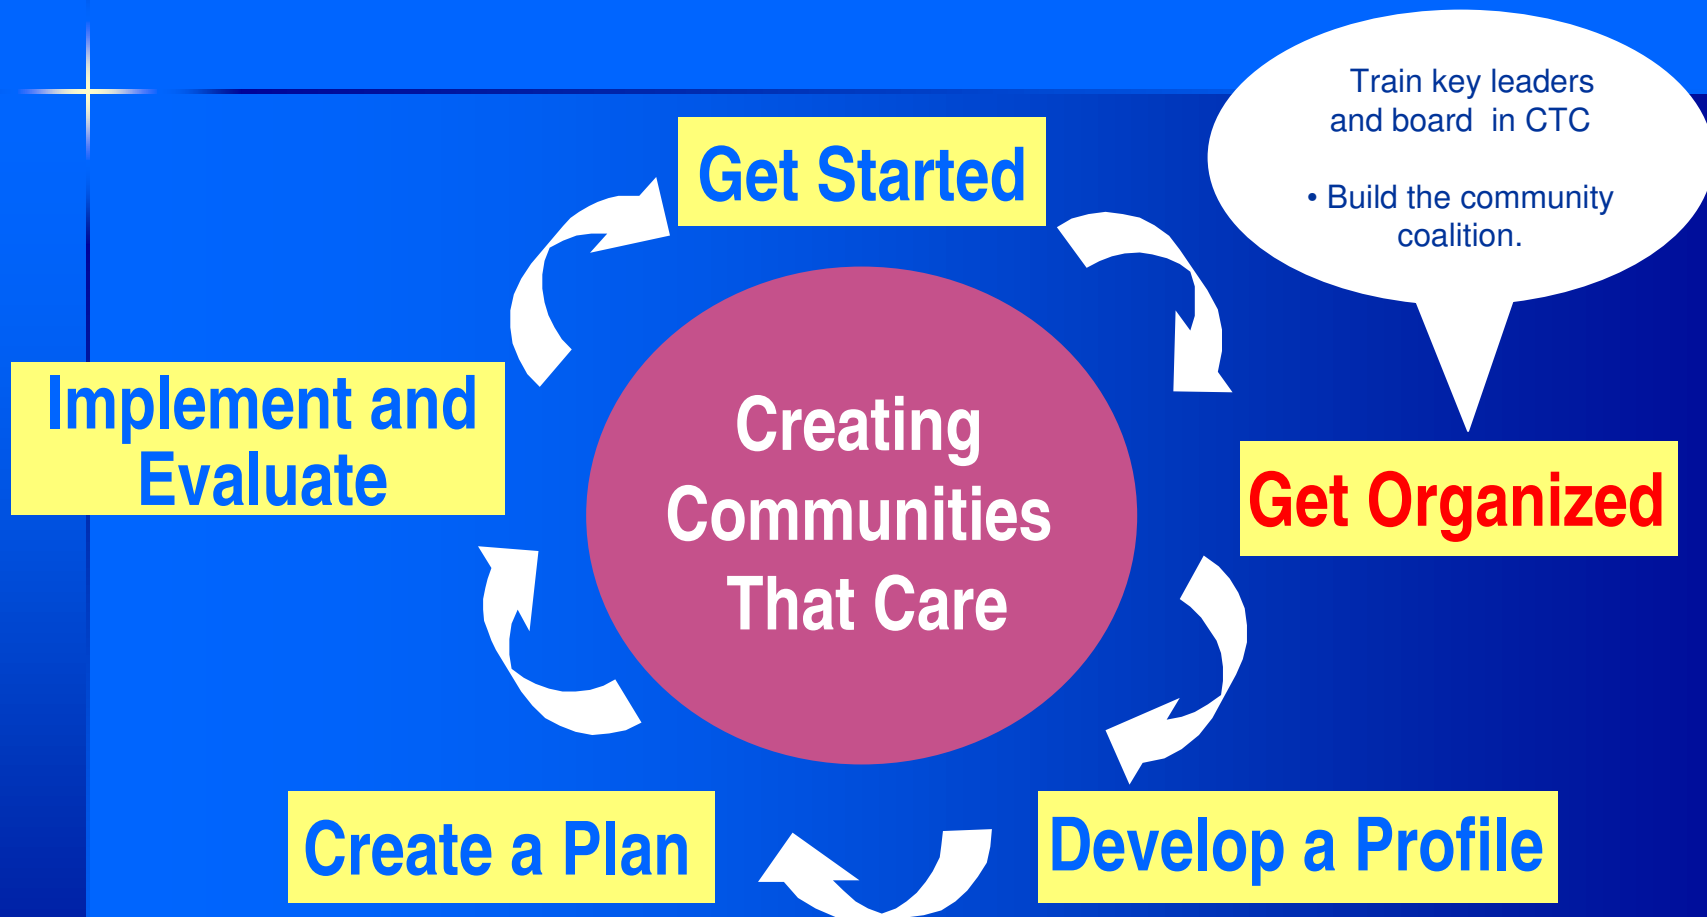 Train key leaders
and board in CTC
• Build the community
coalition.
Get Started
Implement and
Evaluate
Creating
Communities
That Care
Get Organized
Create a Plan
Develop a Profile